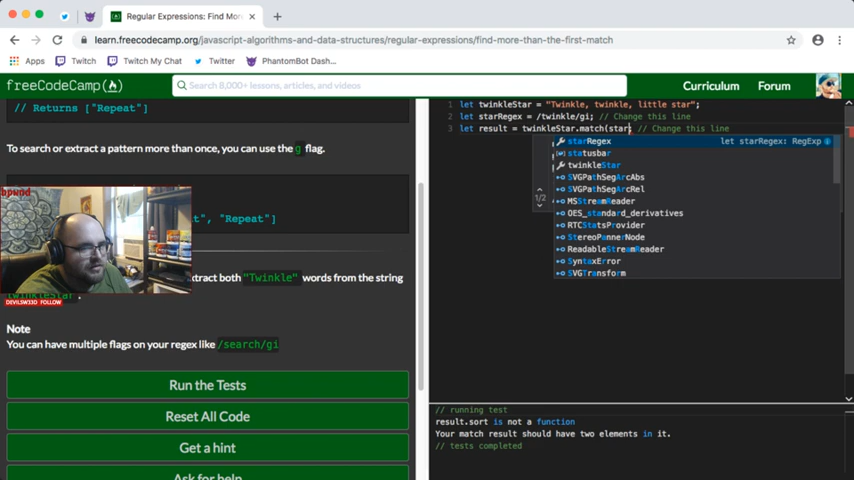 Regular Expressions: Find More
learn.freecodecamp.org/javascript-algorithms-and-data-structures/regular-expressions/find-more-than-the-first-match
Apps Twitch Twitch My Chat Twitter PhantomBot Dash...
freeCodeCamp Search 8,000+ lessons, articles, and videos Curriculum Forum
// Returns ["Repeat"]
To search or extract a pattern more than once, you can use the g flag.
t", "Repeat"]
xtract both "Twinkle" words from the string
twinkleStar.
DEVILSW33D FOLLOW
Note
You can have multiple flags on your regex like /search/gi
Run the Tests
Reset All Code
Get a hint
Ask for help
1 let twinkleStar = "Twinkle, twinkle, little star";
2 let starRegex = /twinkle/gi; // Change this line
3 let result = twinkleStar.match(star; // Change this line
starRegex let starRegex: RegExp
statusbar
twinkleStar
SVGPathSegArcAbs
1/2
SVGPathSegArcRel
MSStreamReader
OES_standard_derivatives
RTCStatsProvider
StereoPannerNode
ReadableStreamReader
SyntaxError
SVGTransform
// running test
result.sort is not a function
Your match result should have two elements in it.
// tests completed